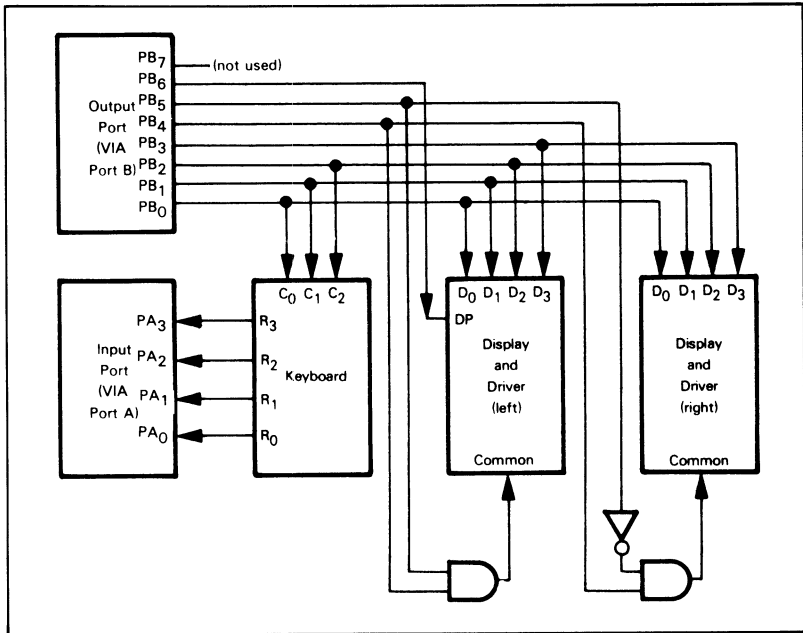 PB7 (not used)
PB6
PB5
PB4
PB3
PB2
PB1
PB0
Output
Port
(VIA
Port B)
C0 C1 C2
D0 D1 D2 D3
D0 D1 D2 D3
PA3
PA2
PA1
PA0
Input
Port
(VIA
Port A)
R3
R2
R1
R0
Keyboard
DP
Display
and
Driver
(left)
Common
Display
and
Driver
(right)
Common